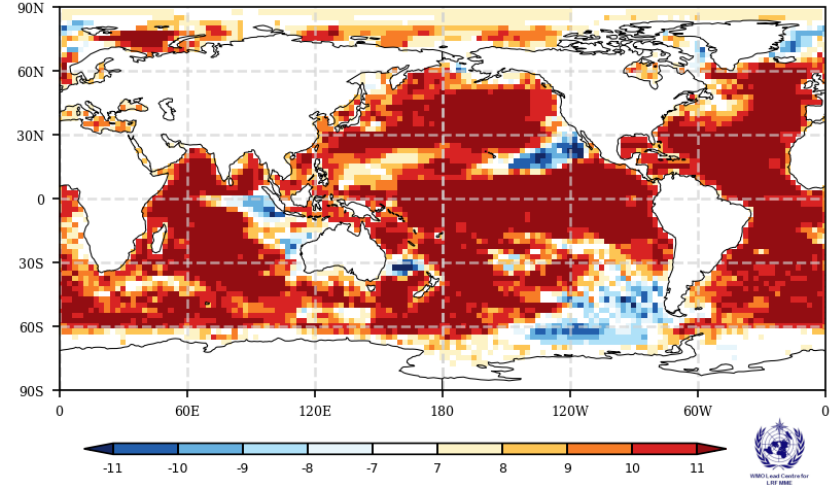 90N
60N
30N
0
30S
60S
90S
0 60E 120E 180 120W 60W 0
-11 -10 -9 -8 -7 7 8 9 10 11
WMO Lead Centre for
LRF MME